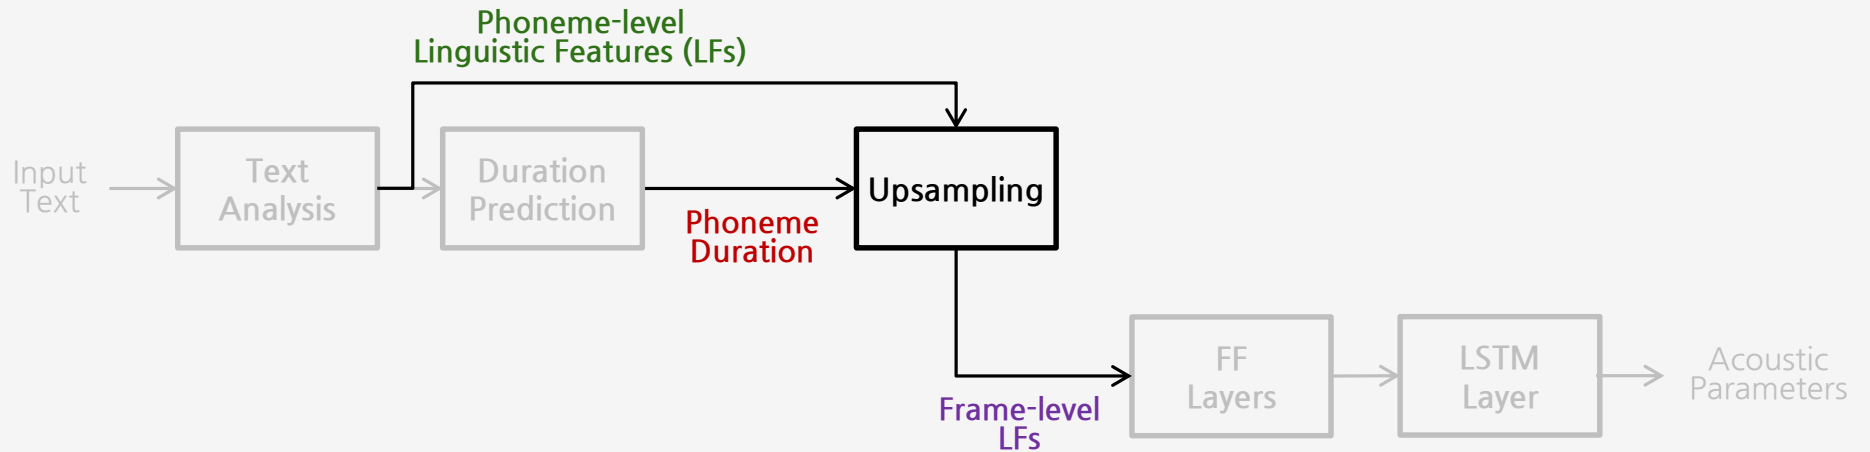 Phoneme-level
Linguistic Features (LFs)
Input
Text
Text
Analysis
Duration
Prediction
Phoneme
Duration
Upsampling
Frame-level
LFs
FF
Layers
LSTM
Layer
Acoustic
Parameters